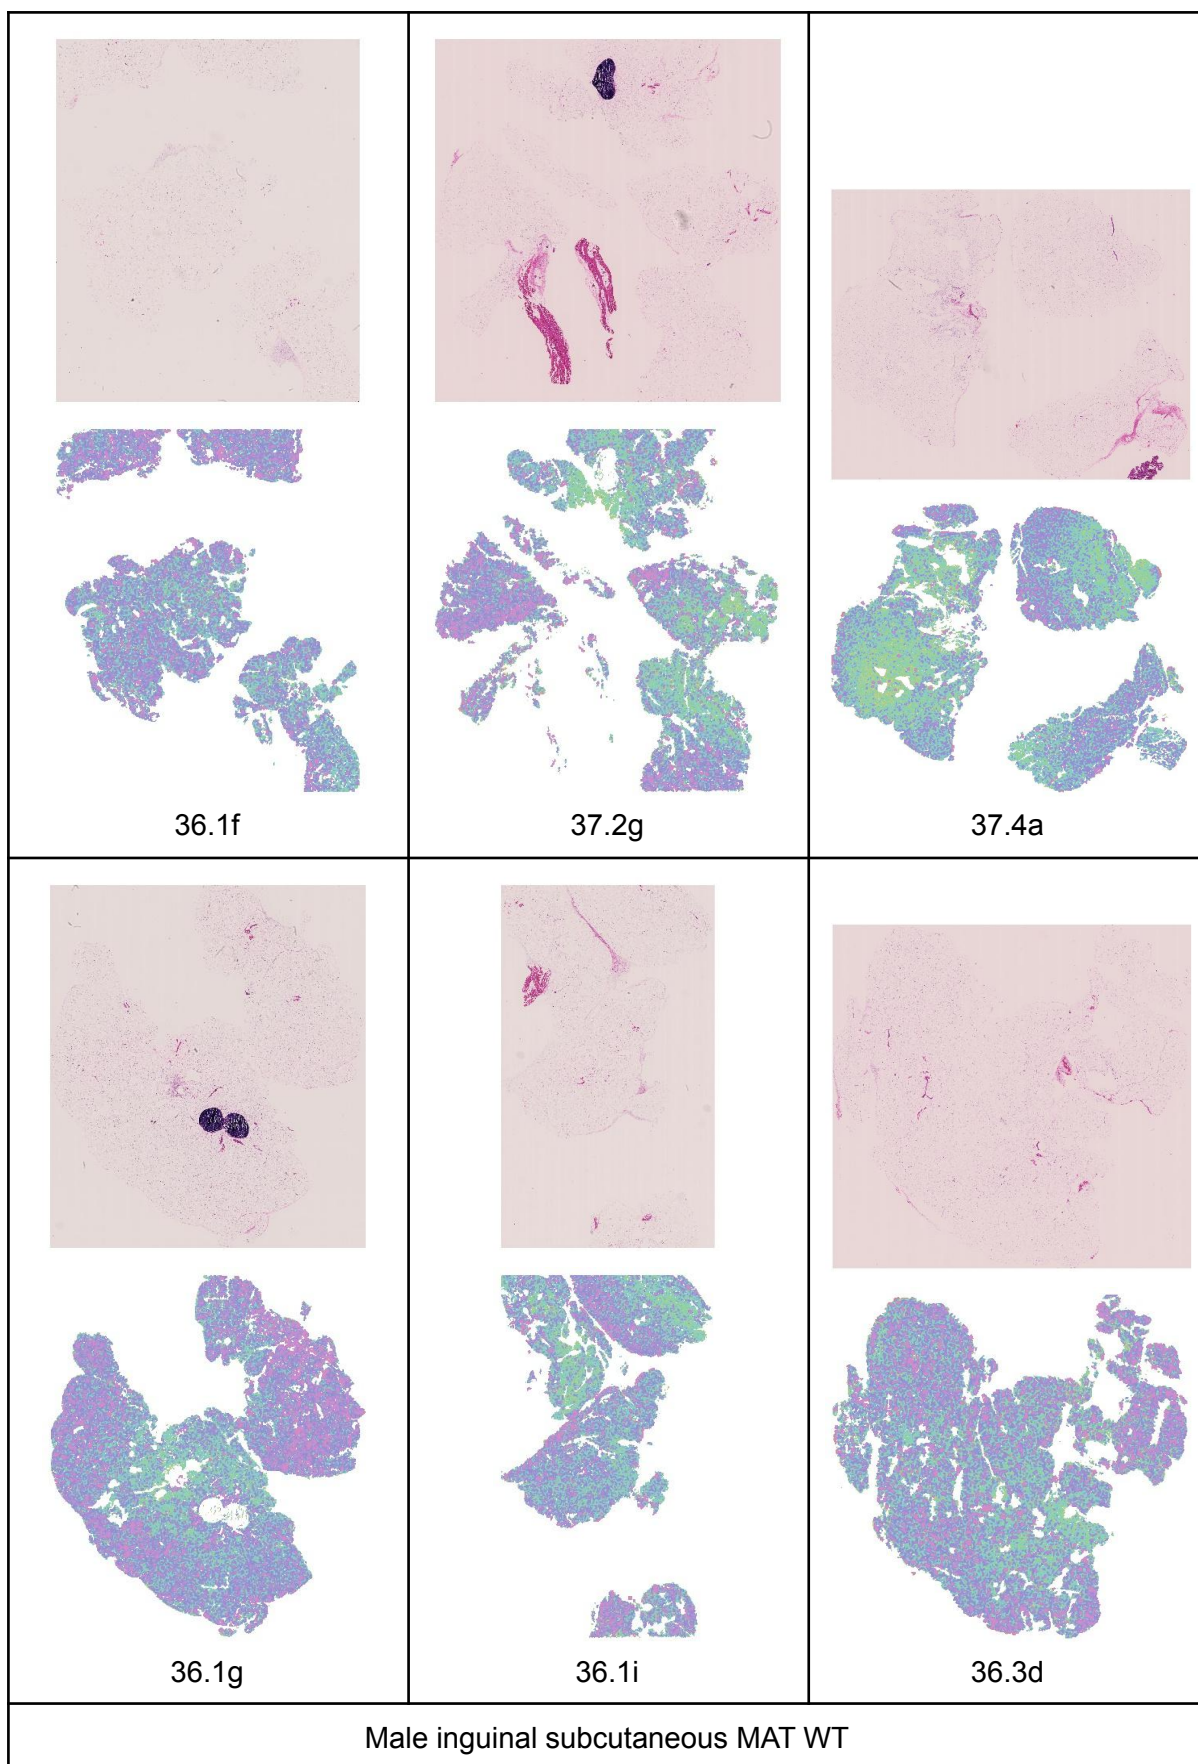 36.1f
37.2g
37.4a
36.1g
36.1i
36.3d
Male inguinal subcutaneous MAT WT